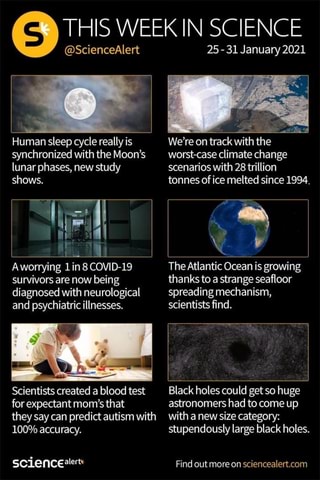 S
THIS WEEK IN SCIENCE
@ScienceAlert
25 - 31 January 2021
Human sleep cycle really is
synchronized with the Moon's
lunar phases, new study
shows.
We're on track with the
worst-case climate change
scenarios with 28 trillion
tonnes of ice melted since 1994.
A worrying 1 in 8 COVID-19
survivors are now being
diagnosed with neurological
and psychiatric illnesses.
The Atlantic Ocean is growing
thanks to a strange seafloor
spreading mechanism,
scientists find.
Scientists created a blood test
for expectant mom's that
they say can predict autism with
100% accuracy.
Black holes could get so huge
astronomers had to come up
with a new size category:
stupendously large black holes.
science alert
Find out more on sciencealert.com